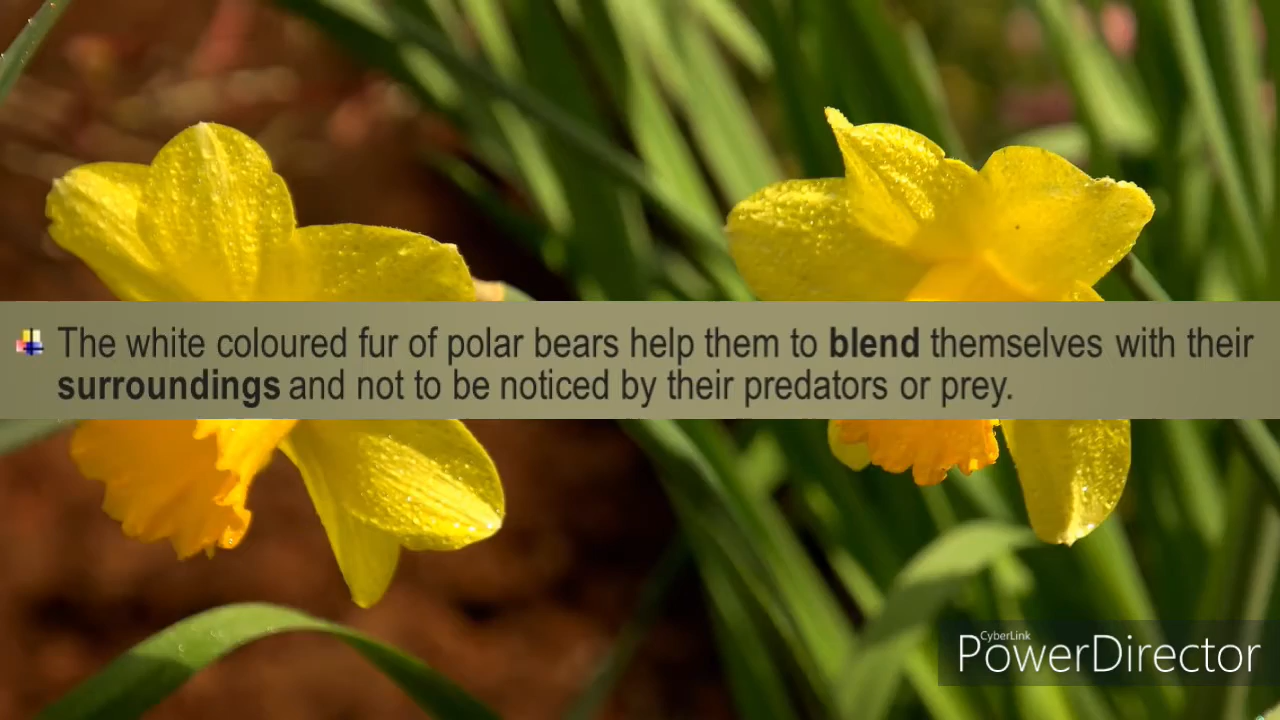 The white coloured fur of polar bears help them to blend themselves with their
surroundings and not to be noticed by their predators or prey.
CyberLink
PowerDirector